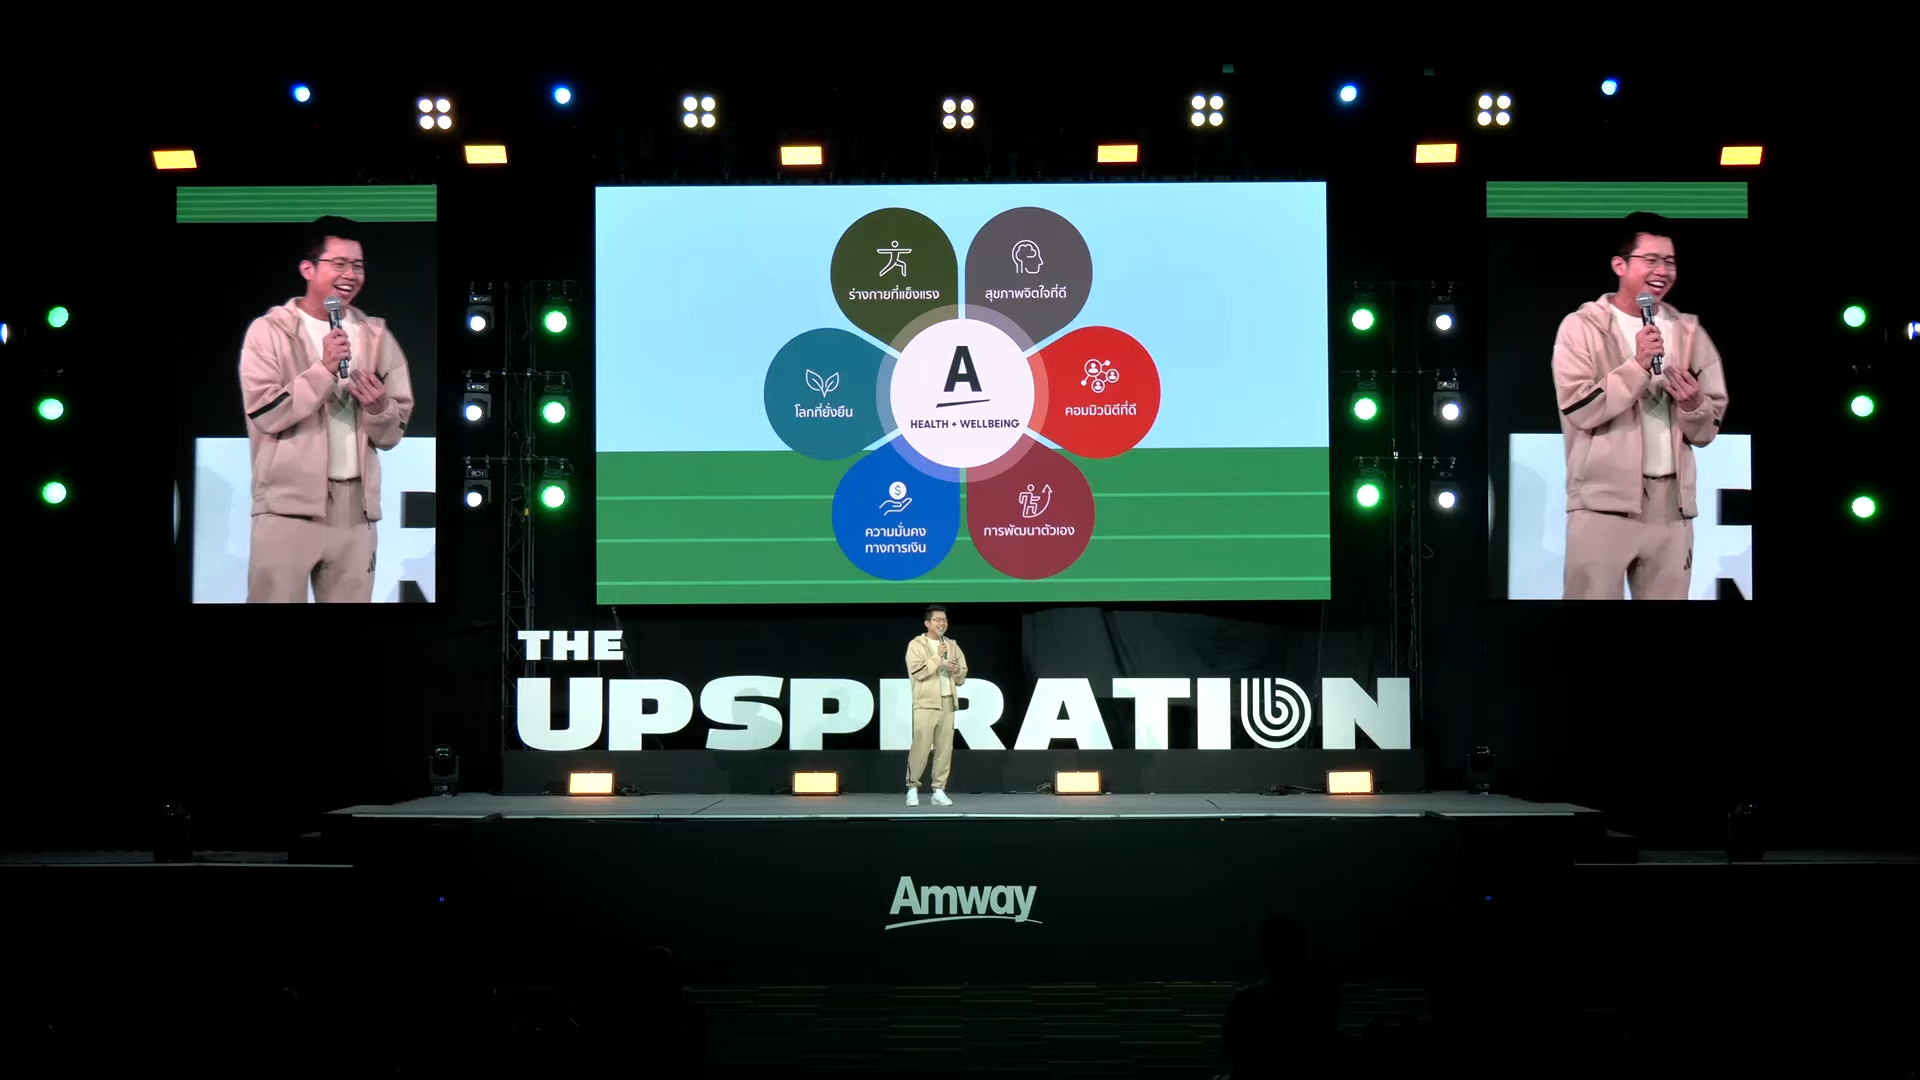 ร่างกายที่แข็งแรง
สุขภาพจิตใจที่ดี
โลกที่ยั่งยืน
A
HEALTH + WELLBEING
คอมมิวนิตีที่ดี
$
ความมั่นคง
ทางการเงิน
การพัฒนาตัวเอง
THE
UPSPIRATION
Amway